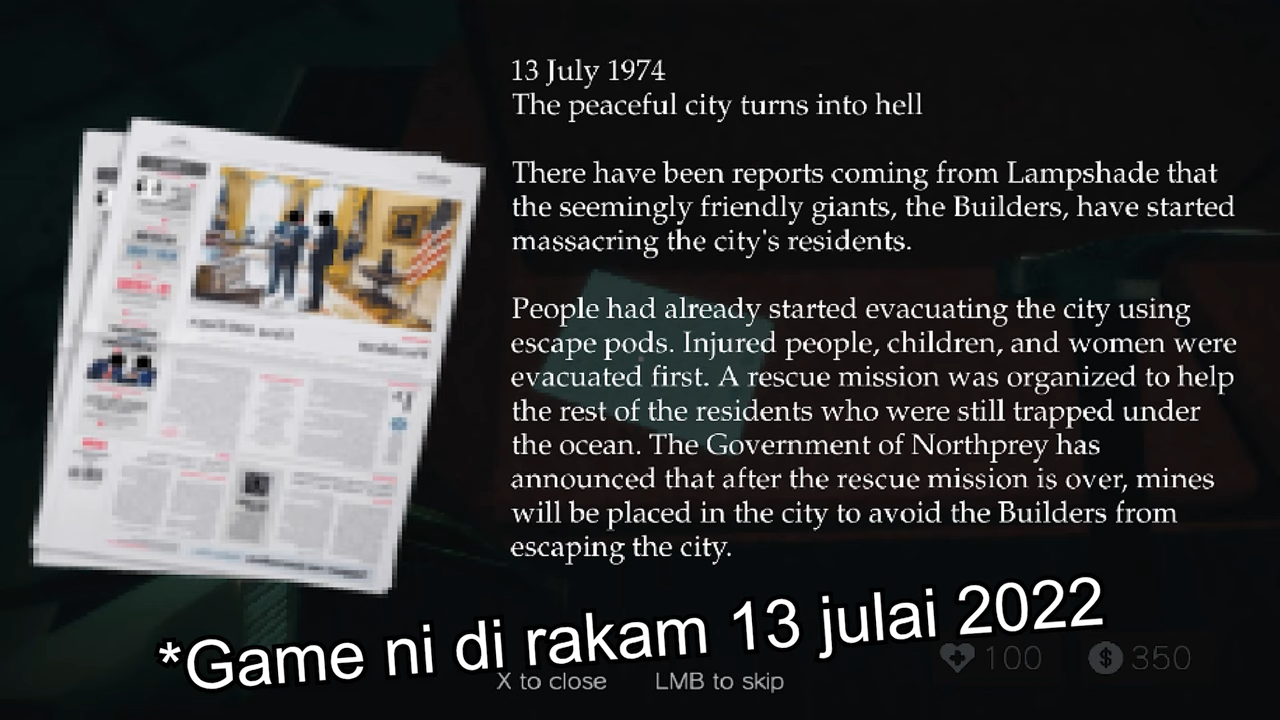 13 July 1974
The peaceful city turns into hell
There have been reports coming from Lampshade that
the seemingly friendly giants, the Builders, have started
massacring the city's residents.
People had already started evacuating the city using
escape pods. Injured people, children, and women were
evacuated first. A rescue mission was organized to help
the rest of the residents who were still trapped under
the ocean. The Government of Northprey has
announced that after the rescue mission is over, mines
will be placed in the city to avoid the Builders from
escaping the city.
*Game ni di rakam 13 julai 2022
100
$ 350
X to close
LMB to skip